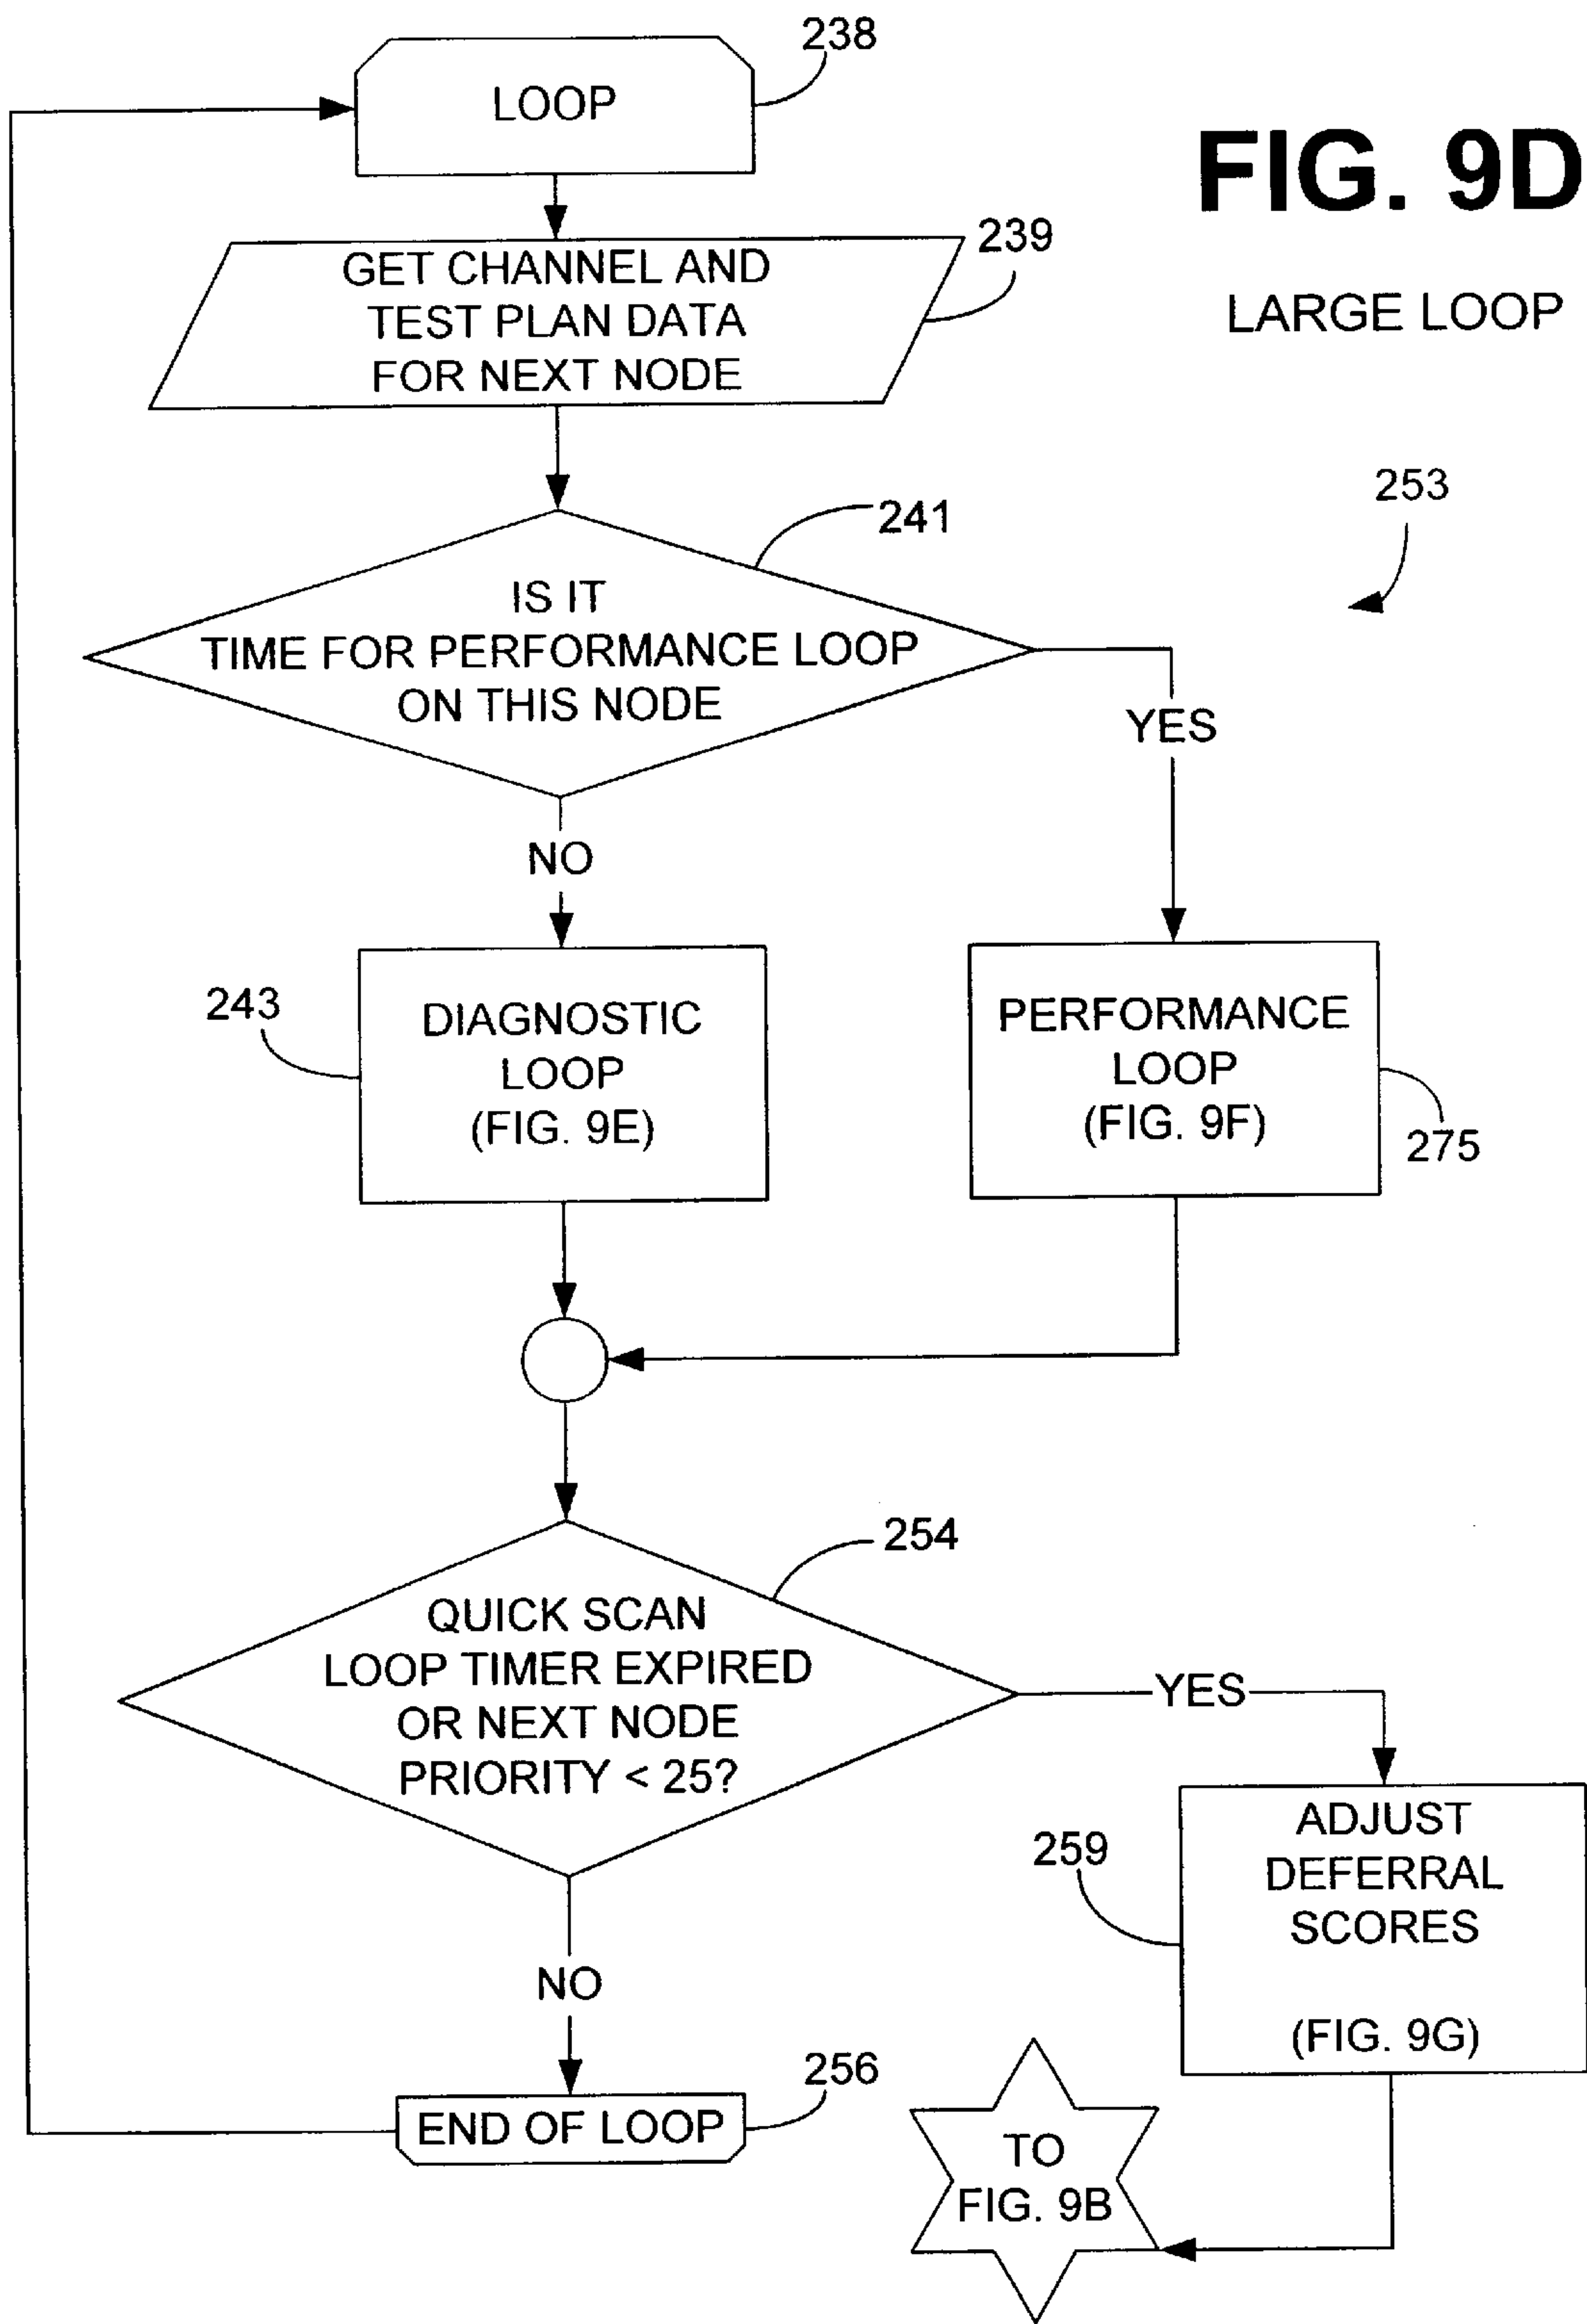 238
LOOP
FIG. 9D
239
GET CHANNEL AND
TEST PLAN DATA
FOR NEXT NODE
LARGE LOOP
253
241
IS IT
TIME FOR PERFORMANCE LOOP
ON THIS NODE
YES
NO
243
DIAGNOSTIC
LOOP
(FIG. 9E)
PERFORMANCE
LOOP
(FIG. 9F)
275
254
QUICK SCAN
LOOP TIMER EXPIRED
OR NEXT NODE
PRIORITY < 25?
YES
259
ADJUST
DEFERRAL
SCORES
(FIG. 9G)
NO
256
END OF LOOP
TO
FIG. 9B